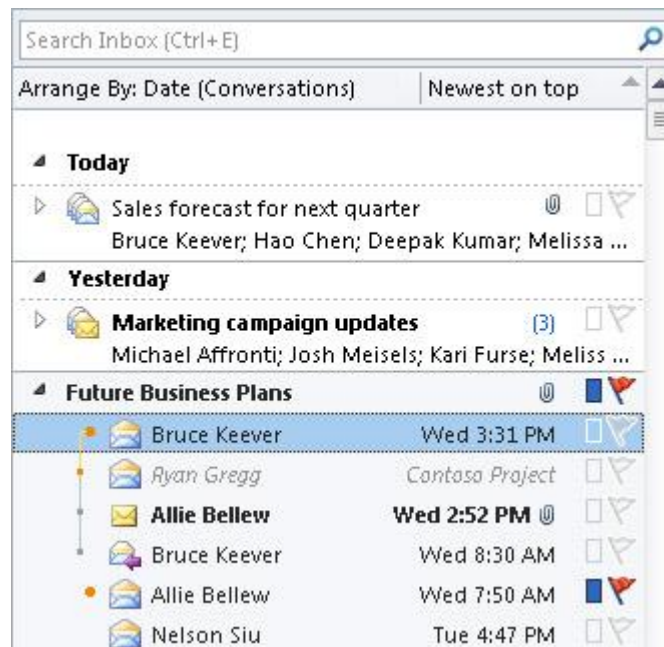 Search Inbox (Ctrl+E)
Arrange By: Date (Conversations) Newest on top
Today
Sales forecast for next quarter
Bruce Keever; Hao Chen; Deepak Kumar; Melissa ...
Yesterday
Marketing campaign updates (3)
Michael Affronti; Josh Meisels; Kari Furse; Meliss ...
Future Business Plans
Bruce Keever Wed 3:31 PM
Ryan Gregg Contoso Project
Allie Bellew Wed 2:52 PM
Bruce Keever Wed 8:30 AM
Allie Bellew Wed 7:50 AM
Nelson Siu Tue 4:47 PM